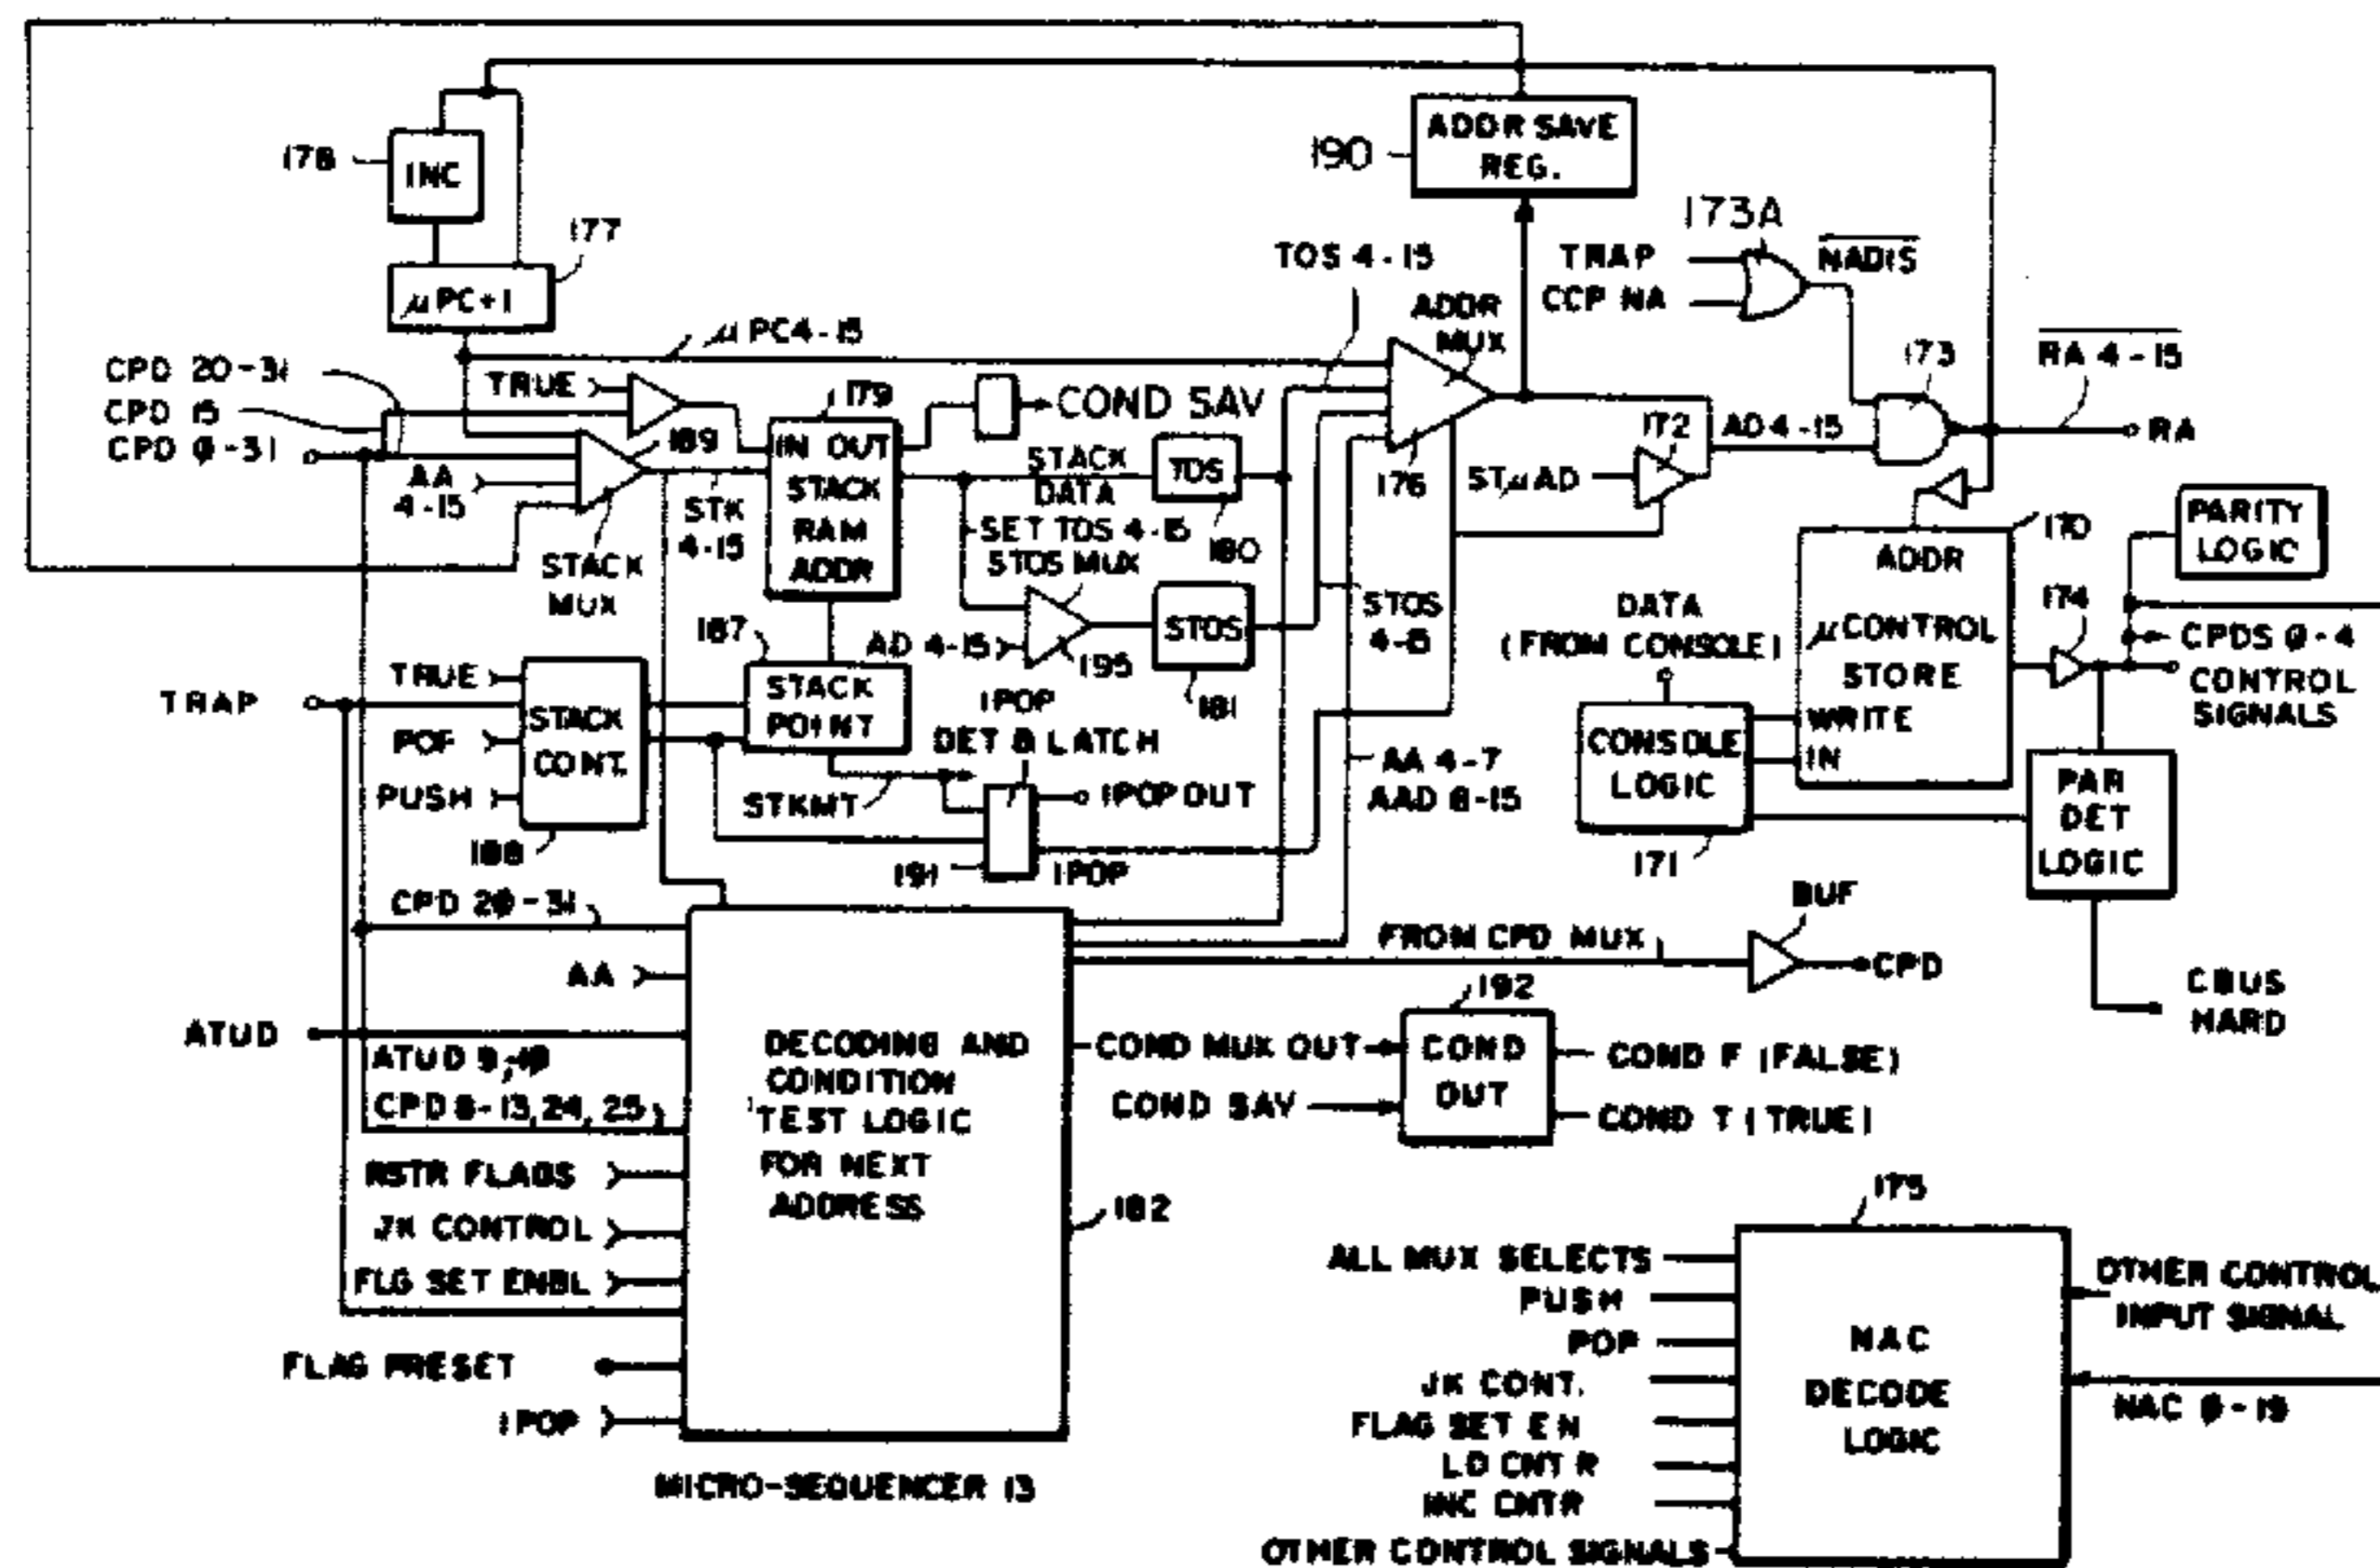 ADDR SAVE
REG.
190
178
INC
177
µPC+1
173A
TRAP
CCP NA
NADIS
TOS 4-15
ADDR
MUX
µPC4-15
173
RA 4-15
CPD 20-31
CPD 15
CPD 0-31
TRUE
179
COND SAV
189
IN OUT
STACK
RAM
ADDR
172
AD 4-15
RA
AA
4-15
STK
4-15
STACK
DATA
TOS
176
STµAD
SET TOS 4-15
180
STACK
MUX
STOS MUX
170
PARITY
LOGIC
ADDR
187
AD 4-15
195
STOS
STOS
4-15
DATA
(FROM CONSOLE)
µCONTROL
STORE
174
CPDS 0-4
CONTROL
SIGNALS
TRUE
TRAP
POP
PUSH
STACK
CONT.
188
STACK
POINT
181
IPOP
DET & LATCH
STKMT
IPOP OUT
191
IPOP
AA 4-7
AAD 8-15
CONSOLE
LOGIC
171
WRITE
IN
PAR
DET
LOGIC
CPD 20-31
AA
BUF
FROM CPD MUX
CPD
CBUS
HARD
ATUD
ATUD 9,10
CPD 8-13, 24, 25
DECODING AND
CONDITION
TEST LOGIC
FOR NEXT
ADDRESS
192
COND MUX OUT
COND SAV
COND
OUT
COND F (FALSE)
COND T (TRUE)
RSTR FLAGS
JK CONTROL
FLG SET ENBL
182
FLAG PRESET
IPOP
MICRO-SEQUENCER 13
175
ALL MUX SELECTS
PUSH
POP
JK CONT.
FLAG SET EN
LD CNTR
INC CNTR
OTHER CONTROL SIGNALS
NAC
DECODE
LOGIC
OTHER CONTROL
INPUT SIGNAL
NAC 0-19